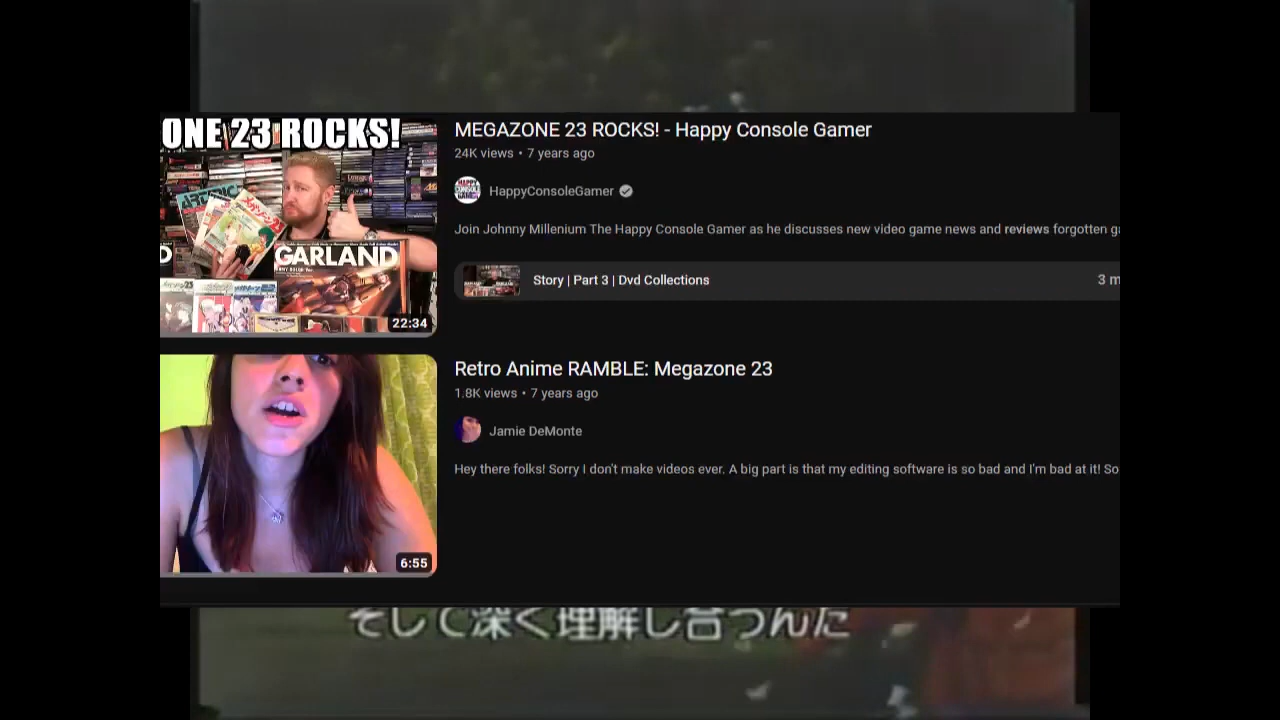 ONE 23 ROCKS!
MEGAZONE 23 ROCKS! - Happy Console Gamer
24K views • 7 years ago
HappyConsoleGamer
Join Johnny Millenium The Happy Console Gamer as he discusses new video game news and reviews forgotten ga
GARLAND
Story | Part 3 | Dvd Collections
3 m
22:34
Retro Anime RAMBLE: Megazone 23
1.8K views • 7 years ago
Jamie DeMonte
Hey there folks! Sorry I don't make videos ever. A big part is that my editing software is so bad and I'm bad at it! So
6:55
そして深く理解し合うんだ